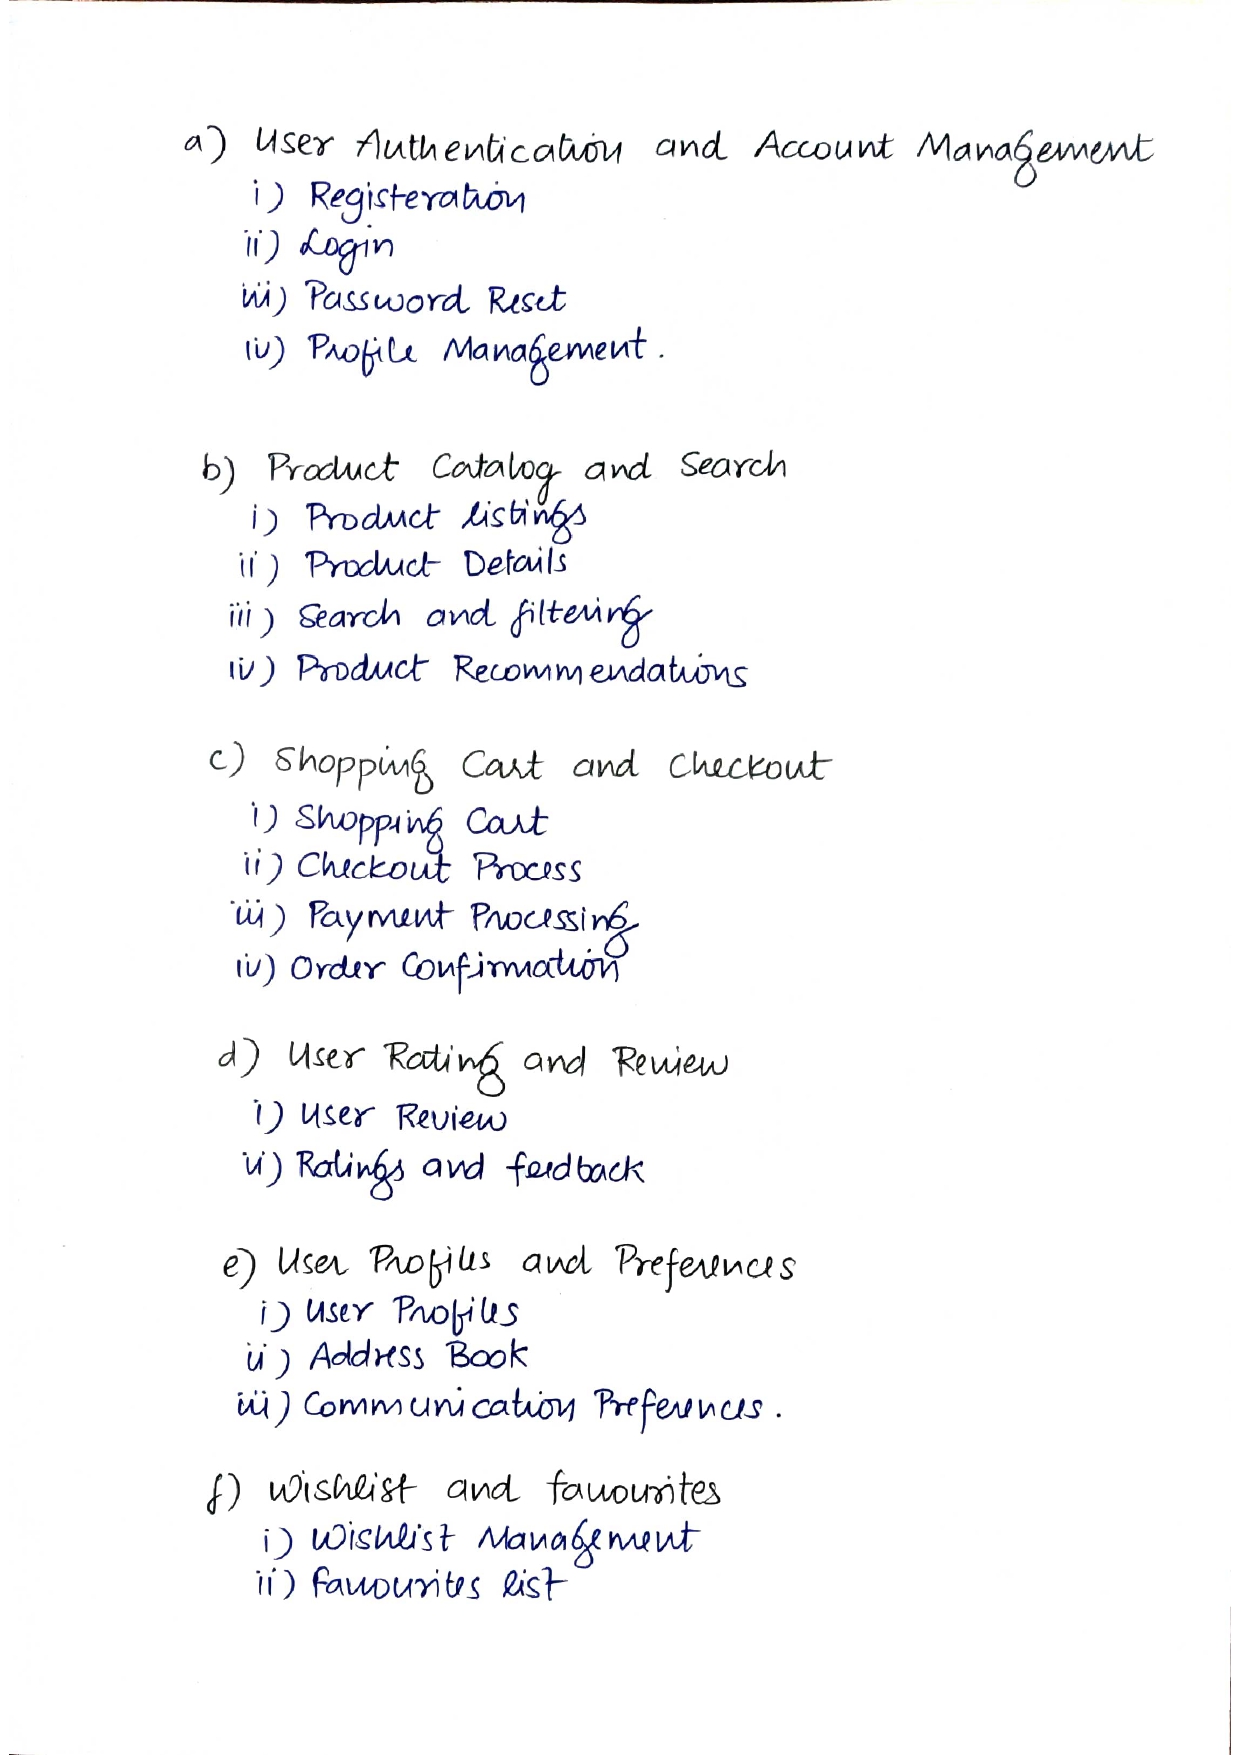 a) User Authentication and Account Management
i) Registeration
ii) Login
iii) Password Reset
iv) Profile Management.
b) Product Catalog and Search
i) Product listings
ii) Product Details
iii) Search and filtering
iv) Product Recommendations
c) Shopping Cart and Checkout
i) Shopping Cart
ii) Checkout Process
iii) Payment Processing
iv) Order Confirmation
d) User Rating and Review
i) User Review
ii) Ratings and feedback
e) User Profiles and Preferences
i) User Profiles
ii) Address Book
iii) Communication Preferences.
f) Wishlist and favourites
i) Wishlist Management
ii) favourites list